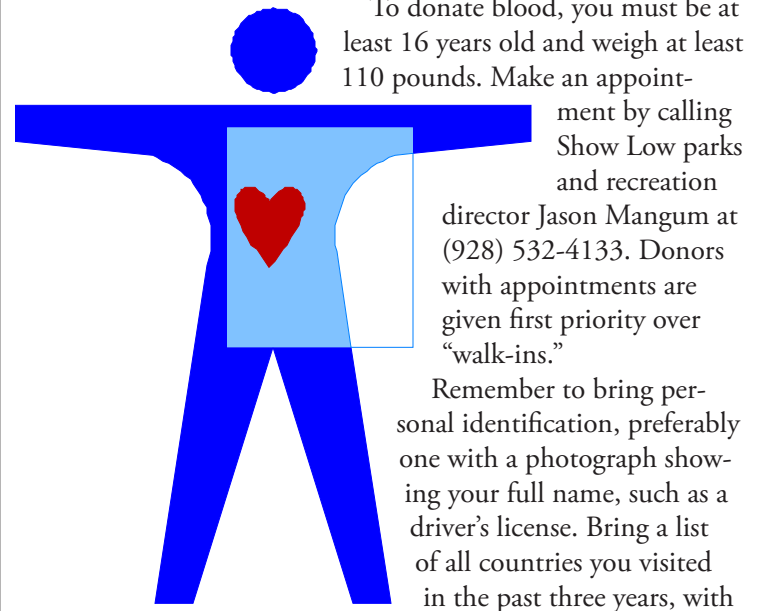 To donate blood, you must be at
least 16 years old and weigh at least
110 pounds. Make an appoint-
ment by calling
Show Low parks
and recreation
director Jason Mangum at
(928) 532-4133. Donors
with appointments are
given first priority over
“walk-ins.”
Remember to bring per-
sonal identification, preferably
one with a photograph show-
ing your full name, such as a
driver’s license. Bring a list
of all countries you visited
in the past three years, with